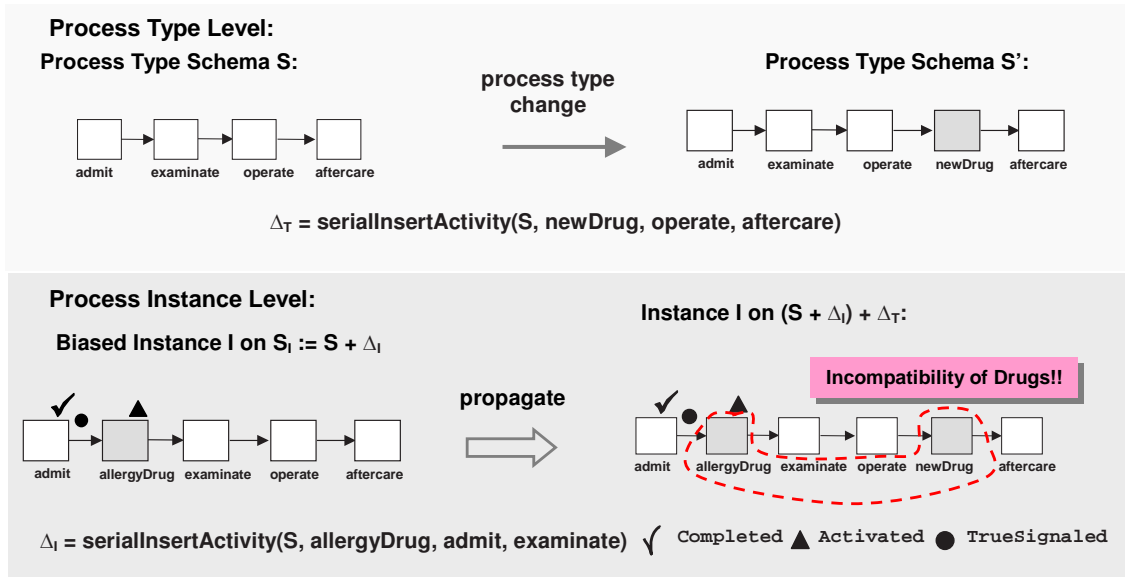 Process Type Level:
Process Type Schema S:
process type
change
Process Type Schema S':
admit
examinate
operate
aftercare
admit
examinate
operate
newDrug
aftercare
ΔT = serialInsertActivity(S, newDrug, operate, aftercare)
Process Instance Level:
Biased Instance I on SI := S + ΔI
Instance I on (S + ΔI) + ΔT:
Incompatibility of Drugs!!
propagate
admit
allergyDrug
examinate
operate
aftercare
admit
allergyDrug
examinate
operate
newDrug
aftercare
ΔI = serialInsertActivity(S, allergyDrug, admit, examinate)
Completed
Activated
TrueSignaled